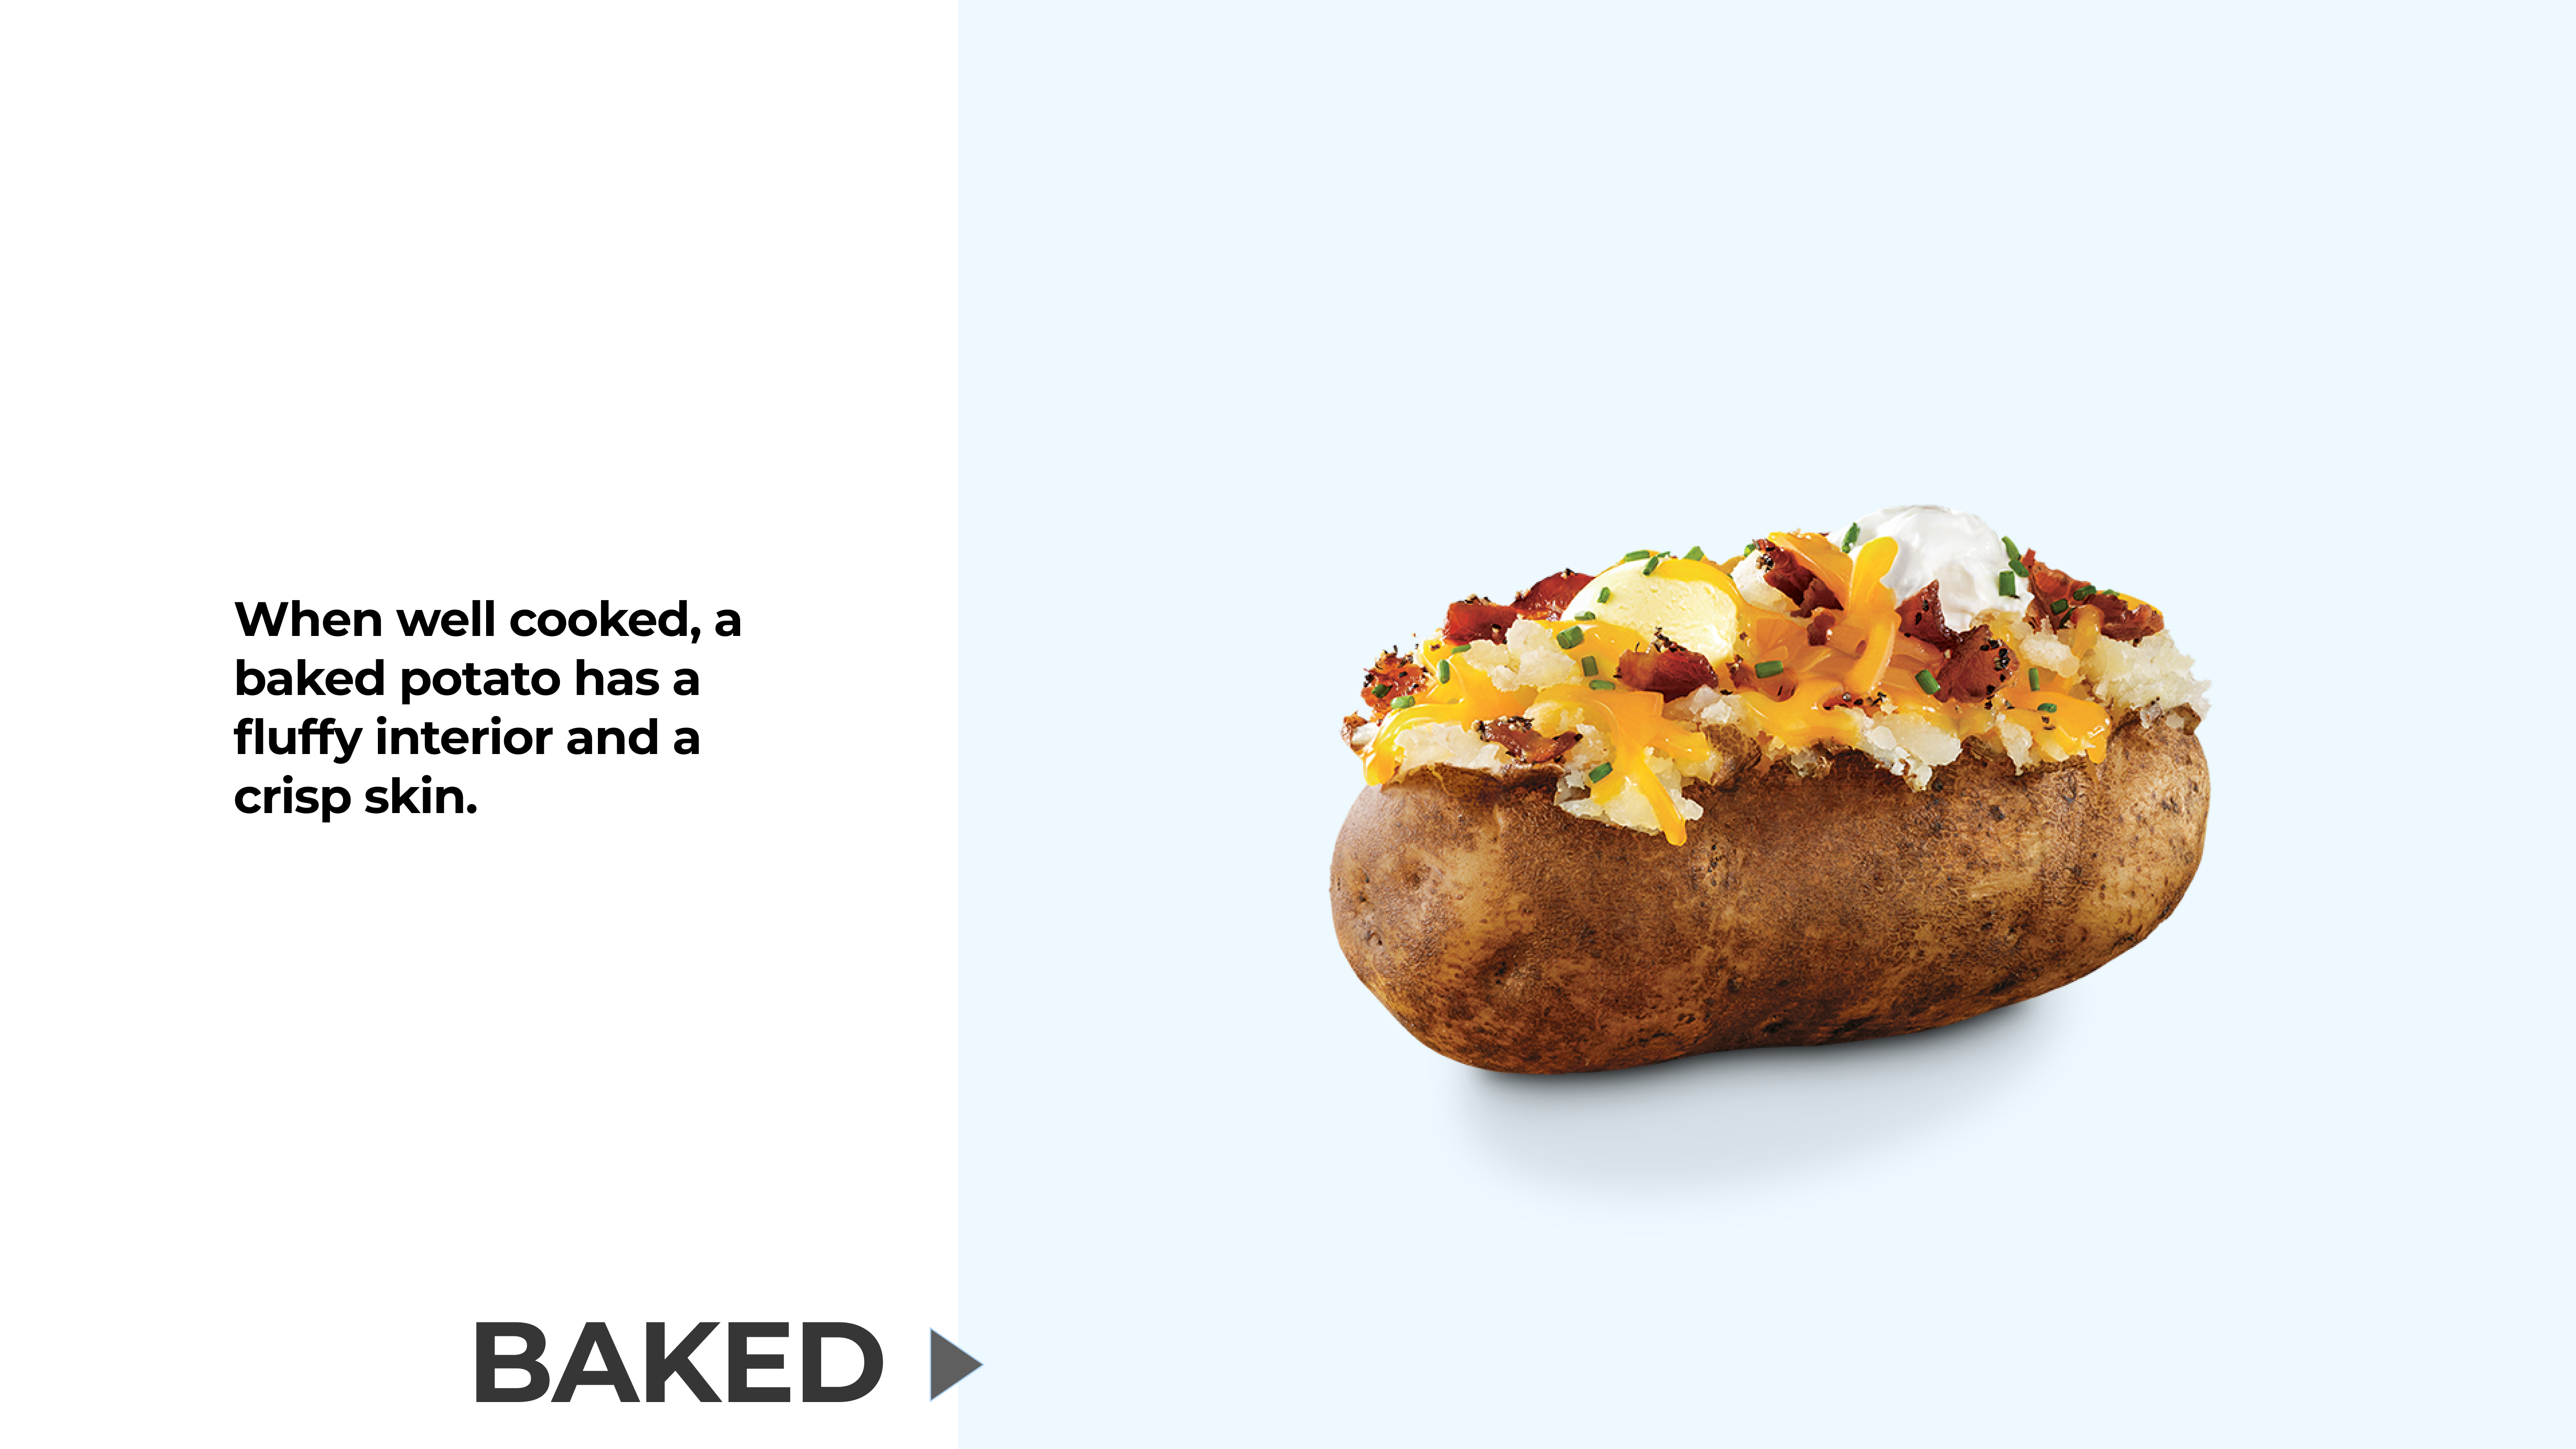 When well cooked, a
baked potato has a
fluffy interior and a
crisp skin.
BAKED